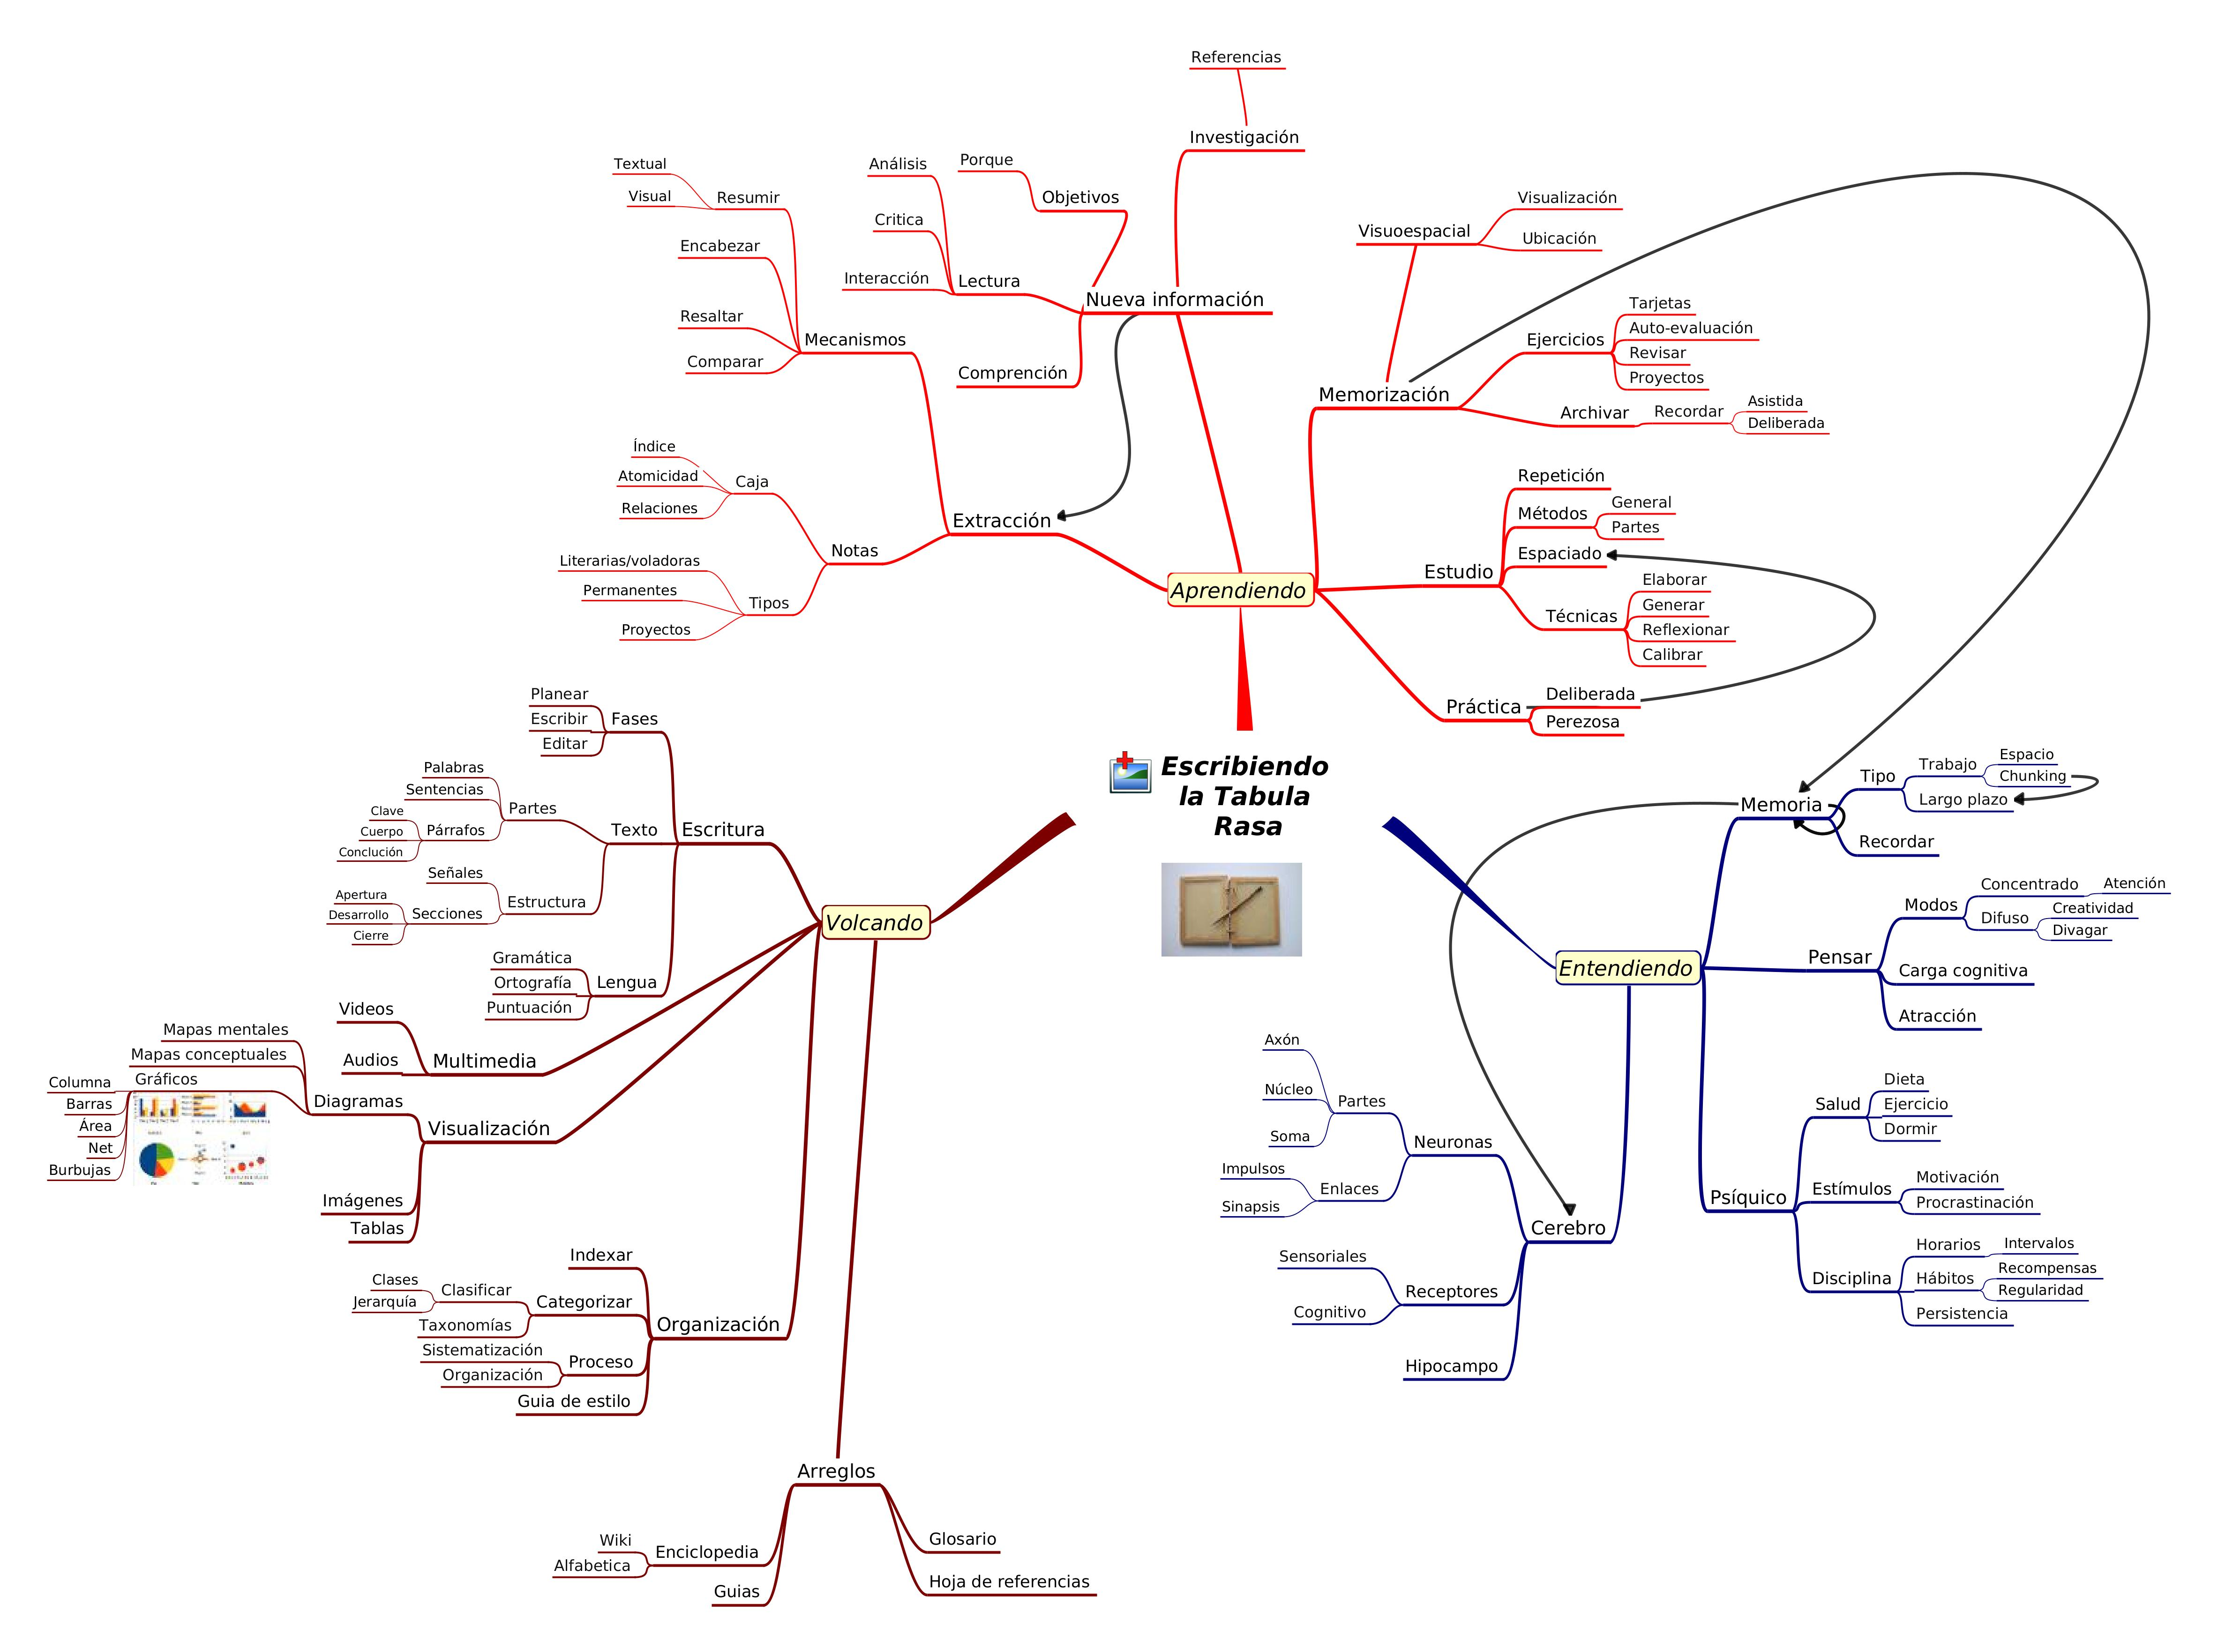 Referencias
Investigación
Textual
Visual
Resumir
Encabezar
Resaltar
Comparar
Mecanismos
Análisis
Critica
Interacción
Lectura
Porque
Objetivos
Comprención
Nueva información
Visuoespacial
Visualización
Ubicación
Memorización
Ejercicios
Tarjetas
Auto-evaluación
Revisar
Proyectos
Archivar
Recordar
Asistida
Deliberada
Índice
Atomicidad
Relaciones
Caja
Literarias/voladoras
Permanentes
Proyectos
Tipos
Notas
Extracción
Aprendiendo
Estudio
Repetición
Métodos
General
Partes
Espaciado
Técnicas
Elaborar
Generar
Reflexionar
Calibrar
Práctica
Deliberada
Perezosa
Escribiendo
la Tabula
Rasa
Planear
Escribir
Editar
Fases
Palabras
Sentencias
Clave
Cuerpo
Conclución
Párrafos
Partes
Texto
Escritura
Señales
Apertura
Desarrollo
Cierre
Secciones
Estructura
Gramática
Ortografía
Puntuación
Lengua
Volcando
Videos
Audios
Multimedia
Mapas mentales
Mapas conceptuales
Gráficos
Columna
Barras
Área
Net
Burbujas
Diagramas
Visualización
Imágenes
Tablas
Indexar
Clases
Jerarquía
Clasificar
Taxonomías
Categorizar
Organización
Sistematización
Organización
Proceso
Guia de estilo
Arreglos
Wiki
Alfabetica
Enciclopedia
Guias
Glosario
Hoja de referencias
Memoria
Tipo
Trabajo
Espacio
Chunking
Largo plazo
Recordar
Entendiendo
Pensar
Modos
Concentrado
Atención
Difuso
Creatividad
Divagar
Carga cognitiva
Atracción
Psíquico
Salud
Dieta
Ejercicio
Dormir
Estímulos
Motivación
Procrastinación
Disciplina
Horarios
Intervalos
Hábitos
Recompensas
Regularidad
Persistencia
Axón
Núcleo
Soma
Partes
Neuronas
Impulsos
Sinapsis
Enlaces
Cerebro
Sensoriales
Cognitivo
Receptores
Hipocampo